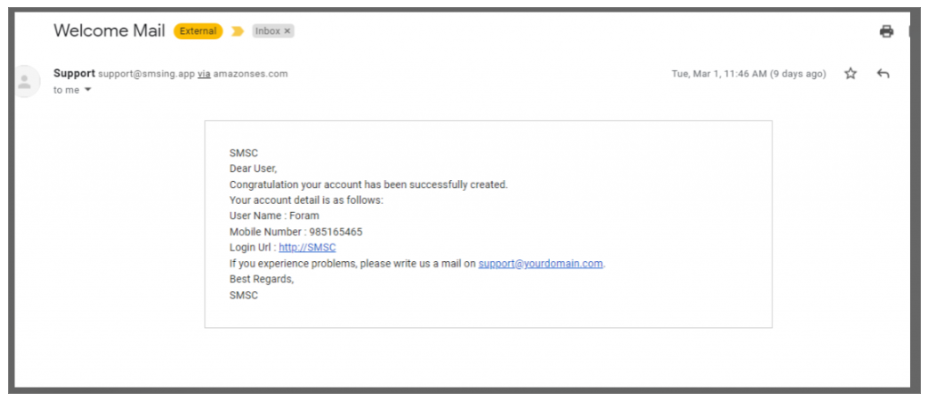 Welcome Mail External Inbox ×
Support support@smsing.app via amazonses.com Tue, Mar 1, 11:46 AM (9 days ago)
to me
SMSC
Dear User,
Congratulation your account has been successfully created.
Your account detail is as follows:
User Name : Foram
Mobile Number : 985165465
Login Url : http://SMSC
If you experience problems, please write us a mail on support@yourdomain.com.
Best Regards,
SMSC